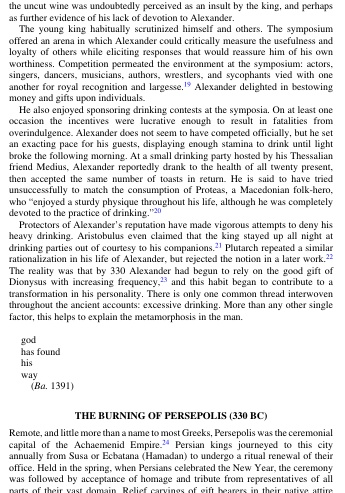 the uncut wine was undoubtedly perceived as an insult by the king, and perhaps
as further evidence of his lack of devotion to Alexander.
The young king habitually scrutinized himself and others. The symposium
offered an arena in which Alexander could critically measure the usefulness and
loyalty of others while eliciting responses that would reassure him of his own
worthiness. Competition permeated the environment at the symposium: actors,
singers, dancers, musicians, authors, wrestlers, and sycophants vied with one
another for royal recognition and largesse.19 Alexander delighted in bestowing
money and gifts upon individuals.
He also enjoyed sponsoring drinking contests at the symposia. On at least one
occasion the incentives were lucrative enough to result in fatalities from
overindulgence. Alexander does not seem to have competed officially, but he set
an exacting pace for his guests, displaying enough stamina to drink until light
broke the following morning. At a small drinking party hosted by his Thessalian
friend Medius, Alexander reportedly drank to the health of all twenty present,
then accepted the same number of toasts in return. He is said to have tried
unsuccessfully to match the consumption of Proteas, a Macedonian folk-hero,
who “enjoyed a sturdy physique throughout his life, although he was completely
devoted to the practice of drinking.”20
Protectors of Alexander's reputation have made vigorous attempts to deny his
heavy drinking. Aristobulus even claimed that the king stayed up all night at
drinking parties out of courtesy to his companions.21 Plutarch repeated a similar
rationalization in his life of Alexander, but rejected the notion in a later work.22
The reality was that by 330 Alexander had begun to rely on the good gift of
Dionysus with increasing frequency,23 and this habit began to contribute to a
transformation in his personality. There is only one common thread interwoven
throughout the ancient accounts: excessive drinking. More than any other single
factor, this helps to explain the metamorphosis in the man.
god
has found
his
way
(Ba. 1391)
THE BURNING OF PERSEPOLIS (330 BC)
Remote, and little more than a name to most Greeks, Persepolis was the ceremonial
capital of the Achaemenid Empire.24 Persian kings journeyed to this city
annually from Susa or Ecbatana (Hamadan) to undergo a ritual renewal of their
office. Held in the spring, when Persians celebrated the New Year, the ceremony
was followed by acceptance of homage and tribute from representatives of all
parts of their vast domain. Relief carvings of gift bearers in their native attire